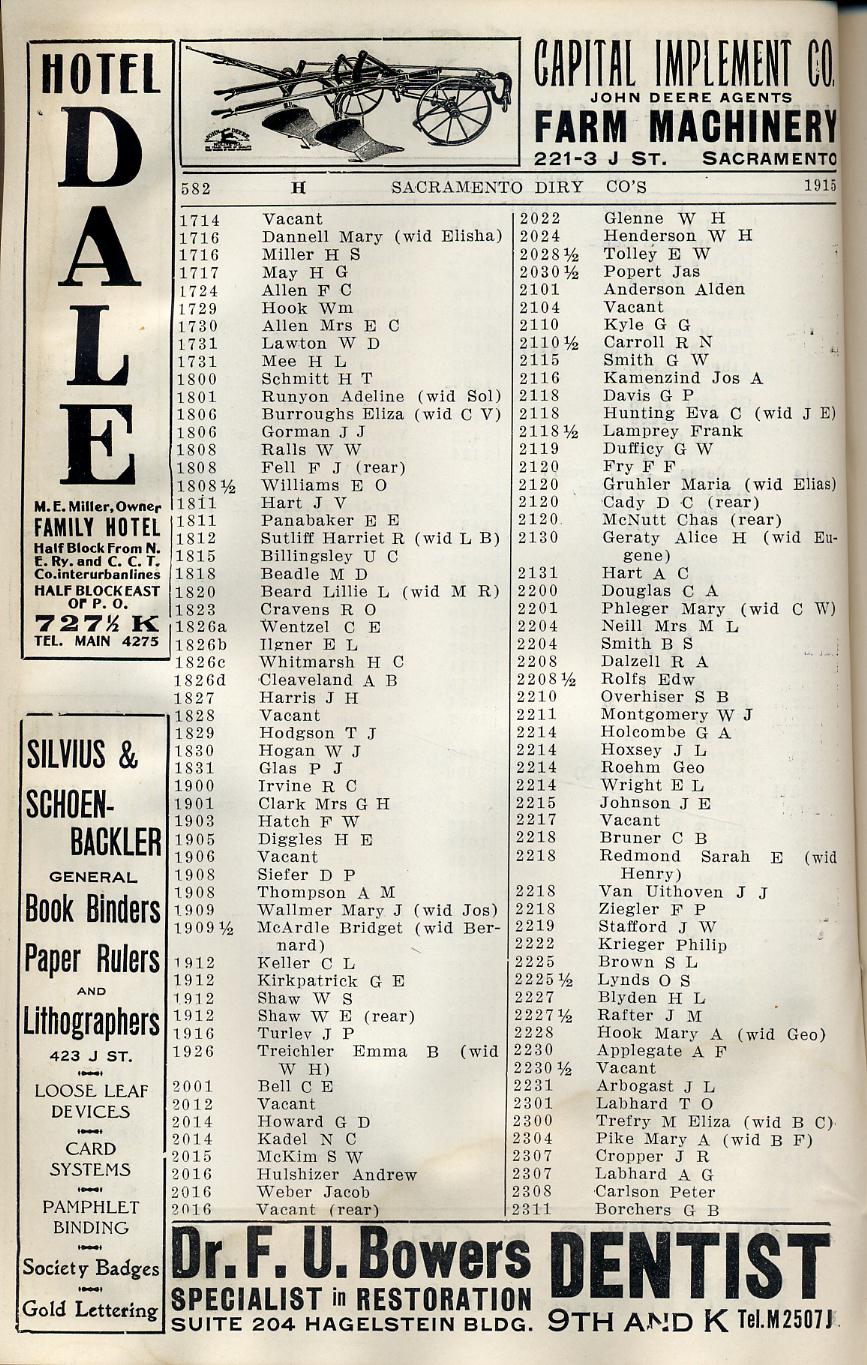 HOTEL
DALE
M. E. Miller, Owner
FAMILY HOTEL
Half Block From N.
E. Ry. and C. C. T.
Co. interurban lines
HALF BLOCK EAST
OF P. O.
727½ K
TEL. MAIN 4275
SILVIUS &
SCHOEN-
BACKLER
GENERAL
Book Binders
Paper Rulers
AND
Lithographers
423 J ST.
LOOSE LEAF
DEVICES
CARD
SYSTEMS
PAMPHLET
BINDING
Society Badges
Gold Lettering
JOHN DEERE
CAPITAL IMPLEMENT CO.
JOHN DEERE AGENTS
FARM MACHINERY
221-3 J ST. SACRAMENTO
582 H SACRAMENTO DIRY CO'S 1915
1714 Vacant
1716 Dannell Mary (wid Elisha)
1716 Miller H S
1717 May H G
1724 Allen F C
1729 Hook Wm
1730 Allen Mrs E C
1731 Lawton W D
1731 Mee H L
1800 Schmitt H T
1801 Runyon Adeline (wid Sol)
1806 Burroughs Eliza (wid C V)
1806 Gorman J J
1808 Ralls W W
1808 Fell F J (rear)
1808½ Williams E O
1811 Hart J V
1811 Panabaker E E
1812 Sutliff Harriet R (wid L B)
1815 Billingsley U C
1818 Beadle M D
1820 Beard Lillie L (wid M R)
1823 Cravens R O
1826a Wentzel C E
1826b Ilgner E L
1826c Whitmarsh H C
1826d Cleaveland A B
1827 Harris J H
1828 Vacant
1829 Hodgson T J
1830 Hogan W J
1831 Glas P J
1900 Irvine R C
1901 Clark Mrs G H
1903 Hatch F W
1905 Diggles H E
1906 Vacant
1908 Siefer D P
1908 Thompson A M
1909 Wallmer Mary J (wid Jos)
1909½ McArdle Bridget (wid Ber-
nard)
1912 Keller C L
1912 Kirkpatrick G E
1912 Shaw W S
1912 Shaw W E (rear)
1916 Turley J P
1926 Treichler Emma B (wid
W H)
2001 Bell C E
2012 Vacant
2014 Howard G D
2014 Kadel N C
2015 McKim S W
2016 Hulshizer Andrew
2016 Weber Jacob
2016 Vacant (rear)
2022 Glenne W H
2024 Henderson W H
2028½ Tolley E W
2030½ Popert Jas
2101 Anderson Alden
2104 Vacant
2110 Kyle G G
2110½ Carroll R N
2115 Smith G W
2116 Kamenzind Jos A
2118 Davis G P
2118 Hunting Eva C (wid J E)
2118½ Lamprey Frank
2119 Dufficy G W
2120 Fry F F
2120 Gruhler Maria (wid Elias)
2120 Cady D C (rear)
2120 McNutt Chas (rear)
2130 Geraty Alice H (wid Eu-
gene)
2131 Hart A C
2200 Douglas C A
2201 Phleger Mary (wid C W)
2204 Neill Mrs M L
2204 Smith B S
2208 Dalzell R A
2208½ Rolfs Edw
2210 Overhiser S B
2211 Montgomery W J
2214 Holcombe G A
2214 Hoxsey J L
2214 Roehm Geo
2214 Wright E L
2215 Johnson J E
2217 Vacant
2218 Bruner C B
2218 Redmond Sarah E (wid
Henry)
2218 Van Uithoven J J
2218 Ziegler F P
2219 Stafford J W
2222 Krieger Philip
2225 Brown S L
2225½ Lynds O S
2227 Blyden H L
2227½ Rafter J M
2228 Hook Mary A (wid Geo)
2230 Applegate A F
2230½ Vacant
2231 Arbogast J L
2301 Labhard T O
2300 Trefry M Eliza (wid B C)
2304 Pike Mary A (wid B F)
2307 Cropper J R
2307 Labhard A G
2308 Carlson Peter
2311 Borchers G B
Dr. F. U. Bowers DENTIST
SPECIALIST in RESTORATION
SUITE 204 HAGELSTEIN BLDG. 9TH AND K Tel. M 2507J